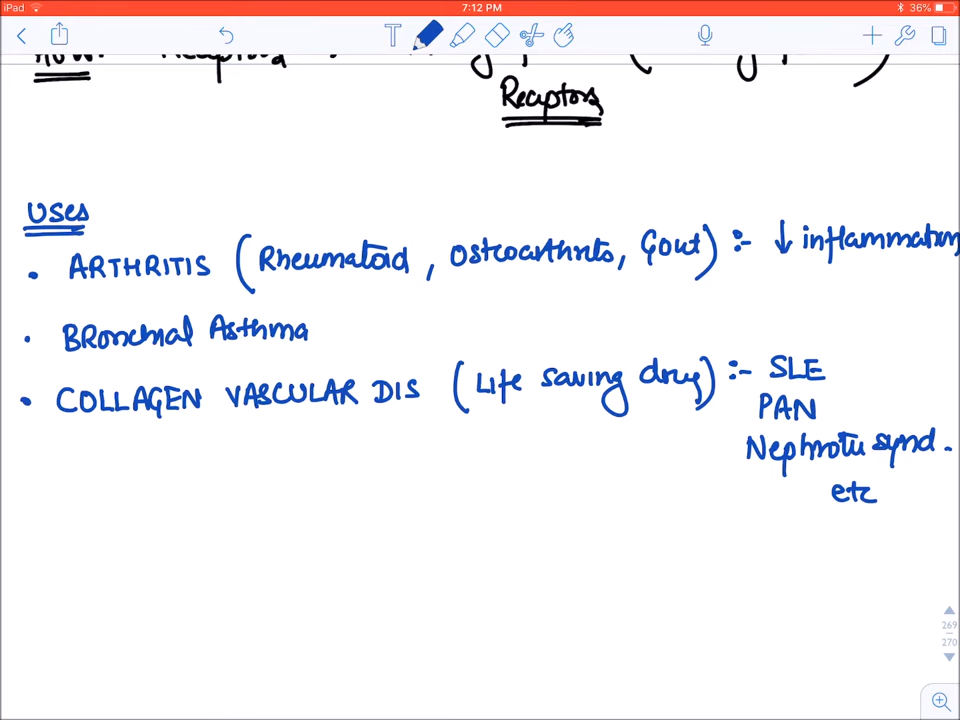 iPad 7:12 PM 36%
T
Receptors
Uses
• ARTHRITIS (Rheumatoid, Osteoarthrits, Gout) :- ↓ inflammation
• BRonchial Asthma
• COLLAGEN VASCULAR DIS (Life saving drug) :- SLE
PAN
Nephrotic synd.
etc
269
270